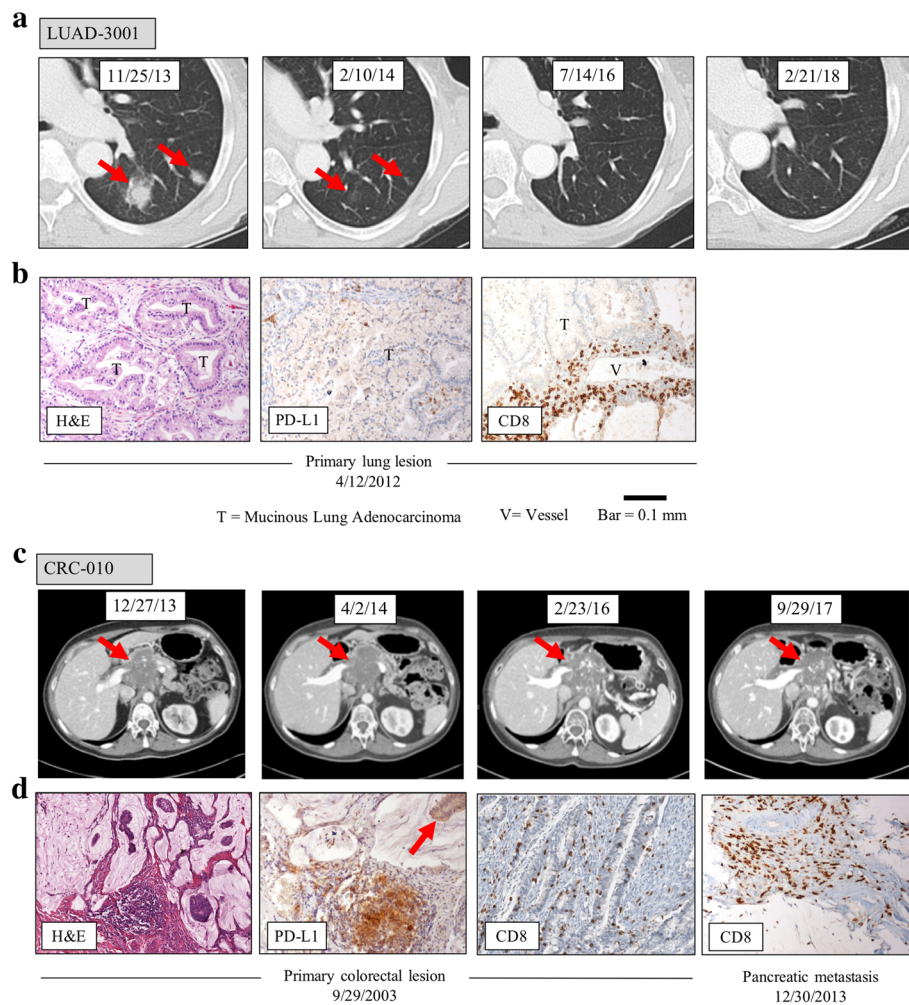 a
LUAD-3001
11/25/13
2/10/14
7/14/16
2/21/18
b
T
T
T
T
H&E
T
PD-L1
T
V
CD8
Primary lung lesion
4/12/2012
T = Mucinous Lung Adenocarcinoma
V= Vessel
Bar = 0.1 mm
c
CRC-010
12/27/13
4/2/14
2/23/16
9/29/17
d
H&E
PD-L1
CD8
CD8
Primary colorectal lesion
9/29/2003
Pancreatic metastasis
12/30/2013